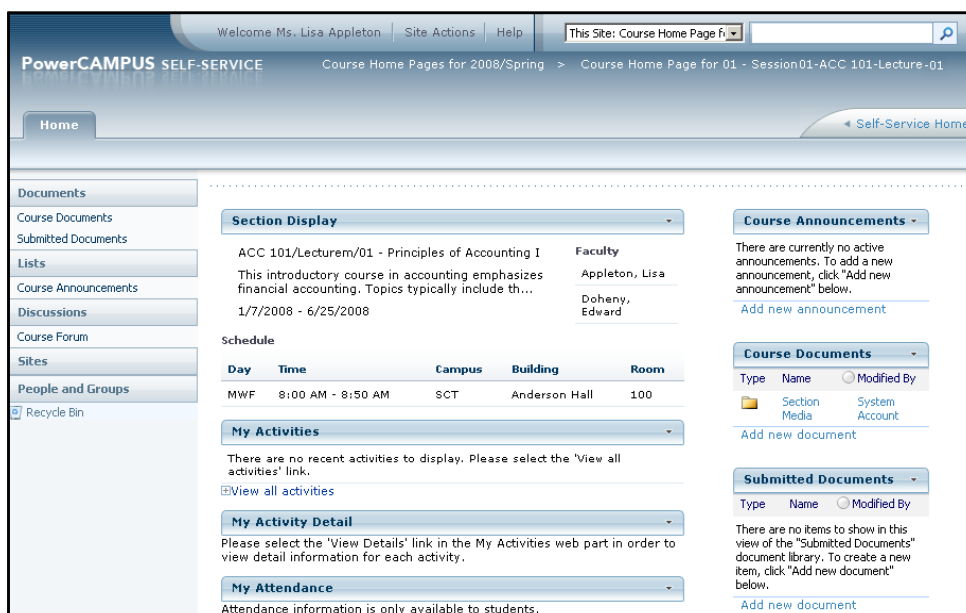 Welcome Ms. Lisa Appleton
Site Actions
Help
This Site: Course Home Page f
PowerCAMPUS SELF-SERVICE
Course Home Pages for 2008/Spring > Course Home Page for 01 - Session01-ACC 101-Lecture-01
Home
Self-Service Home
Documents
Course Documents
Submitted Documents
Lists
Course Announcements
Discussions
Course Forum
Sites
People and Groups
Recycle Bin
Section Display
ACC 101/Lecturem/01 - Principles of Accounting I
This introductory course in accounting emphasizes
financial accounting. Topics typically include th...
1/7/2008 - 6/25/2008
Faculty
Appleton, Lisa
Doheny,
Edward
Schedule
Day Time Campus Building Room
MWF 8:00 AM - 8:50 AM SCT Anderson Hall 100
My Activities
There are no recent activities to display. Please select the 'View all
activities' link.
View all activities
My Activity Detail
Please select the 'View Details' link in the My Activities web part in order to
view detail information for each activity.
My Attendance
Attendance information is only available to students.
Course Announcements
There are currently no active
announcements. To add a new
announcement, click "Add new
announcement" below.
Add new announcement
Course Documents
Type Name Modified By
Section System
Media Account
Add new document
Submitted Documents
Type Name Modified By
There are no items to show in this
view of the "Submitted Documents"
document library. To create a new
item, click "Add new document"
below.
Add new document